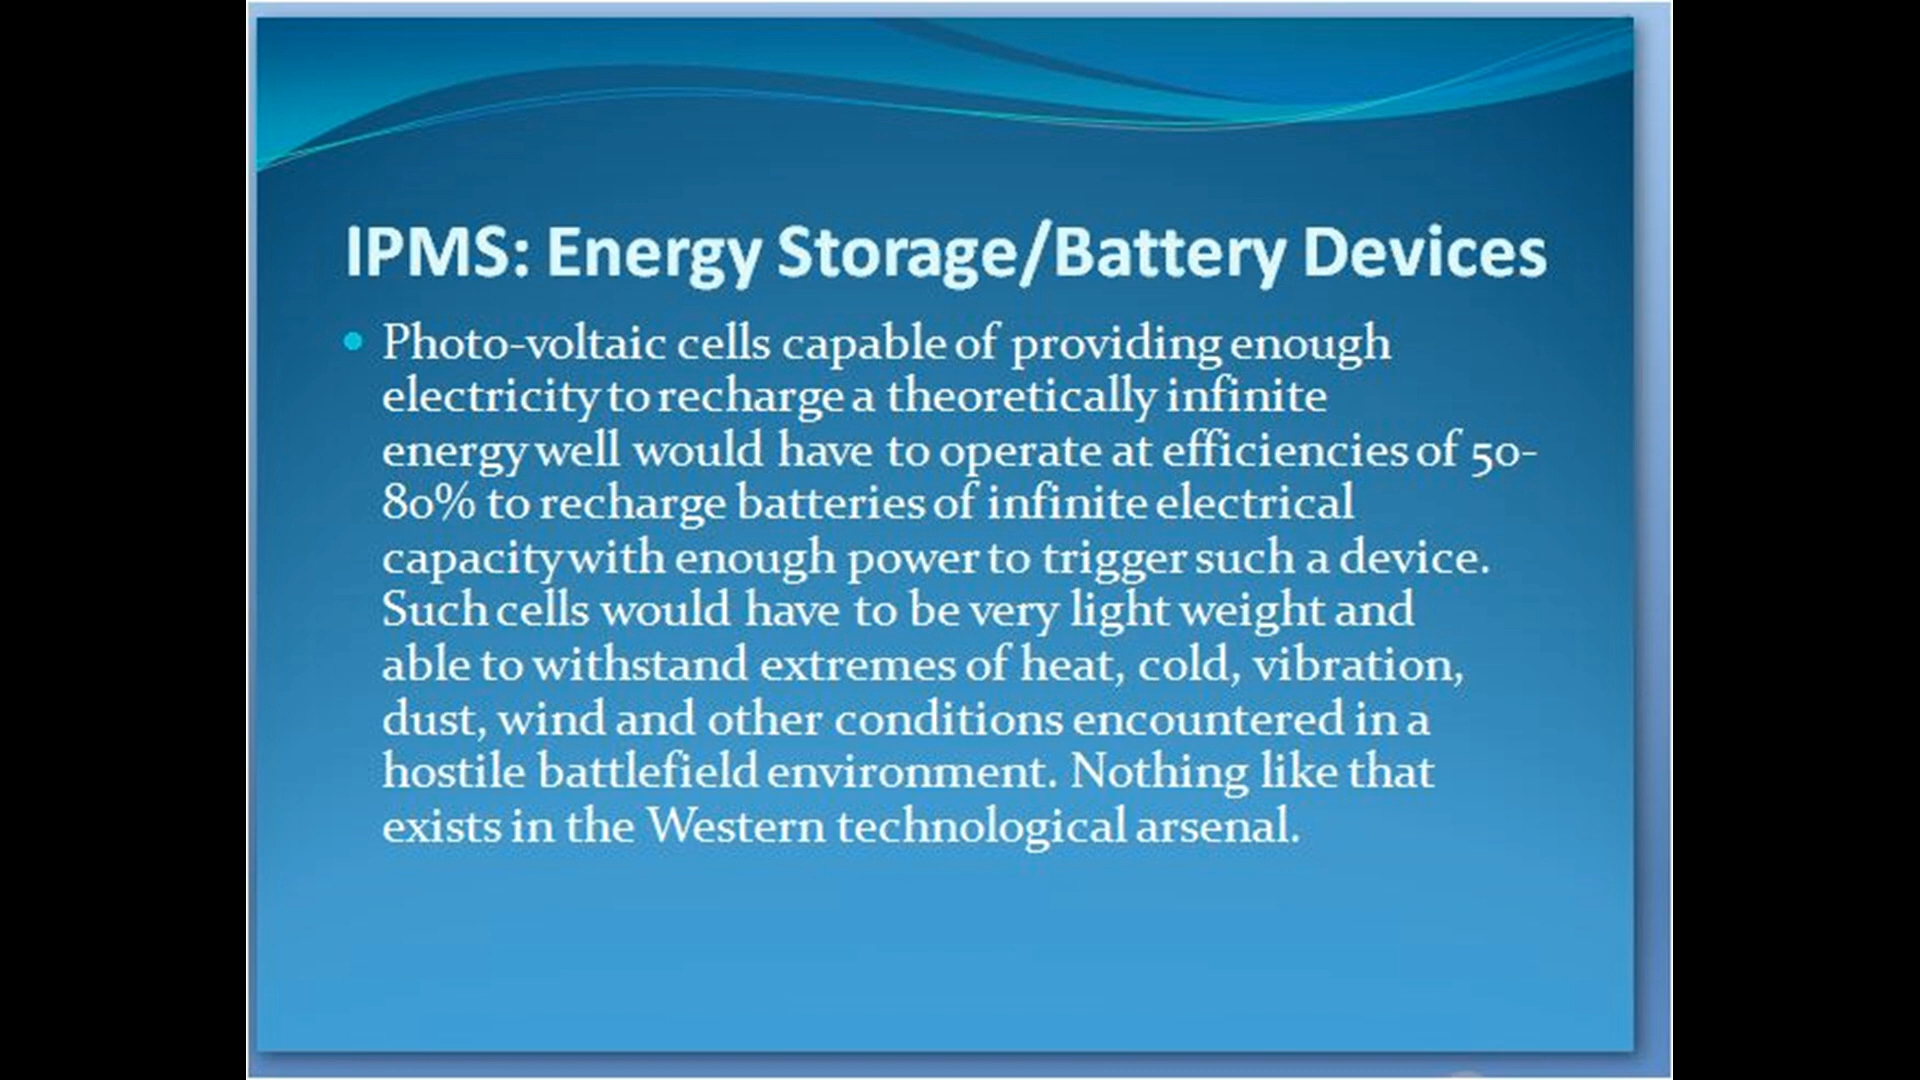 IPMS: Energy Storage/Battery Devices
Photo-voltaic cells capable of providing enough
electricity to recharge a theoretically infinite
energy well would have to operate at efficiencies of 50-
80% to recharge batteries of infinite electrical
capacity with enough power to trigger such a device.
Such cells would have to be very light weight and
able to withstand extremes of heat, cold, vibration,
dust, wind and other conditions encountered in a
hostile battlefield environment. Nothing like that
exists in the Western technological arsenal.